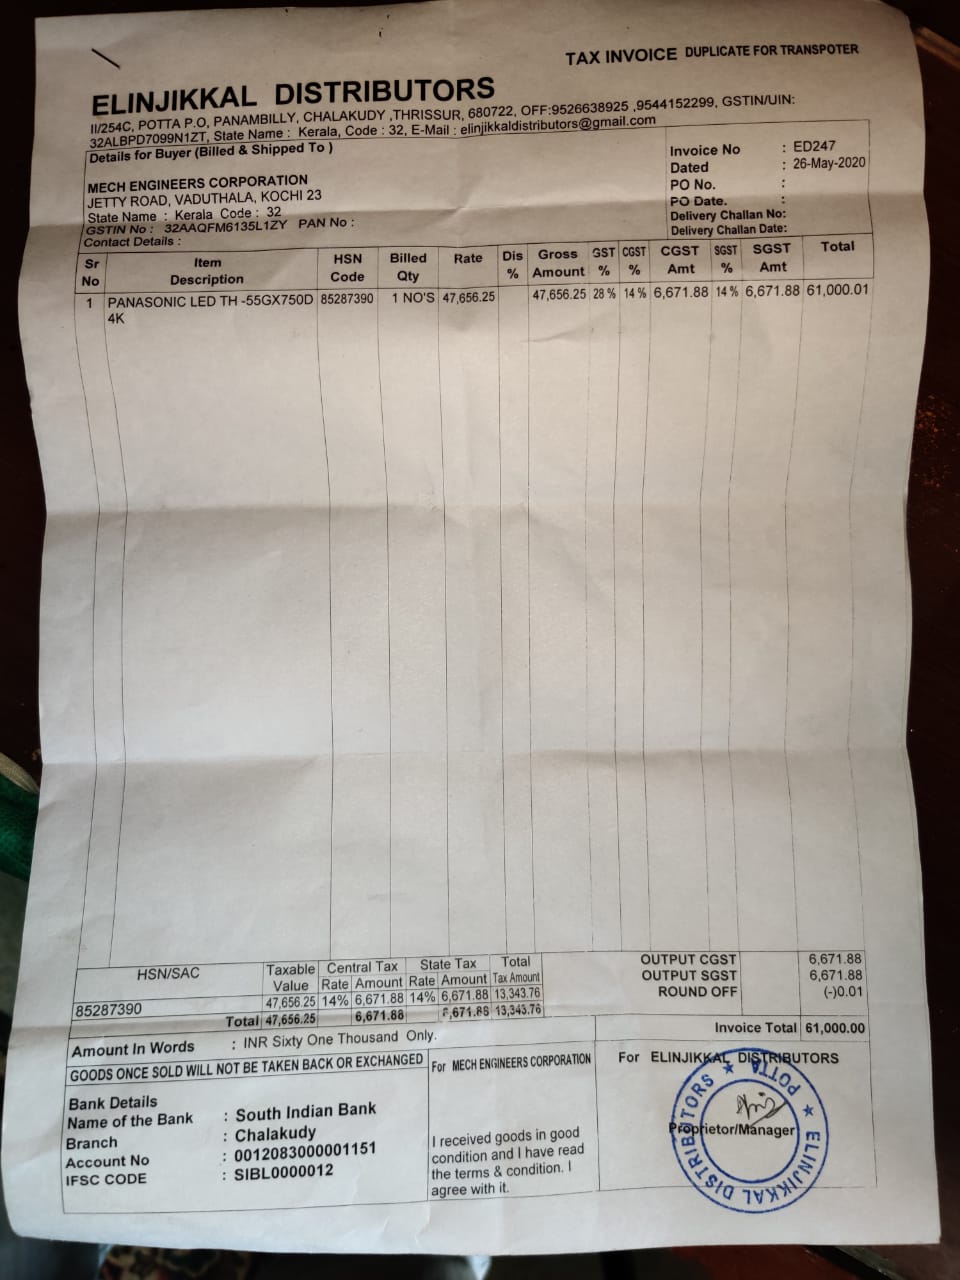 TAX INVOICE DUPLICATE FOR TRANSPOTER
ELINJIKKAL DISTRIBUTORS
II/254C, POTTA P.O, PANAMBILLY, CHALAKUDY ,THRISSUR, 680722, OFF:9526638925 ,9544152299, GSTIN/UIN:
32ALBPD7099N1ZT, State Name : Kerala, Code : 32, E-Mail : elinjikkaldistributors@gmail.com
Details for Buyer (Billed & Shipped To )
MECH ENGINEERS CORPORATION
JETTY ROAD, VADUTHALA, KOCHI 23
State Name : Kerala Code : 32
GSTIN No : 32AAQFM6135L1ZY PAN No :
Contact Details :
Invoice No : ED247
Dated : 26-May-2020
PO No. :
PO Date. :
Delivery Challan No:
Delivery Challan Date:
Sr No Item Description HSN Code Billed Qty Rate Dis % Gross Amount GST % CGST % CGST Amt SGST % SGST Amt Total
1 PANASONIC LED TH -55GX750D 85287390 1 NO'S 47,656.25 47,656.25 28 % 14 % 6,671.88 14 % 6,671.88 61,000.01
4K
HSN/SAC Taxable Value Central Tax State Tax Total Tax Amount
Rate Amount Rate Amount
85287390 47,656.25 14% 6,671.88 14% 6,671.88 13,343.76
Total 47,656.25 6,671.88 6,671.88 13,343.76
OUTPUT CGST 6,671.88
OUTPUT SGST 6,671.88
ROUND OFF (-)0.01
Invoice Total 61,000.00
Amount In Words : INR Sixty One Thousand Only.
GOODS ONCE SOLD WILL NOT BE TAKEN BACK OR EXCHANGED
Bank Details
Name of the Bank : South Indian Bank
Branch : Chalakudy
Account No : 0012083000001151
IFSC CODE : SIBL0000012
For MECH ENGINEERS CORPORATION
I received goods in good
condition and I have read
the terms & condition. I
agree with it.
For ELINJIKKAL DISTRIBUTORS
Proprietor/Manager
ELINJIKKAL DISTRIBUTORS ★ POTTA ★